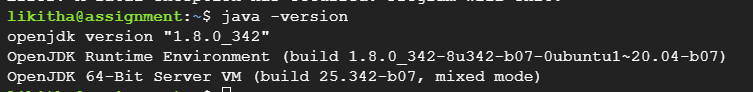 likitha@assignment:~$ java -version
openjdk version "1.8.0_342"
OpenJDK Runtime Environment (build 1.8.0_342-8u342-b07-0ubuntu1~20.04-b07)
OpenJDK 64-Bit Server VM (build 25.342-b07, mixed mode)